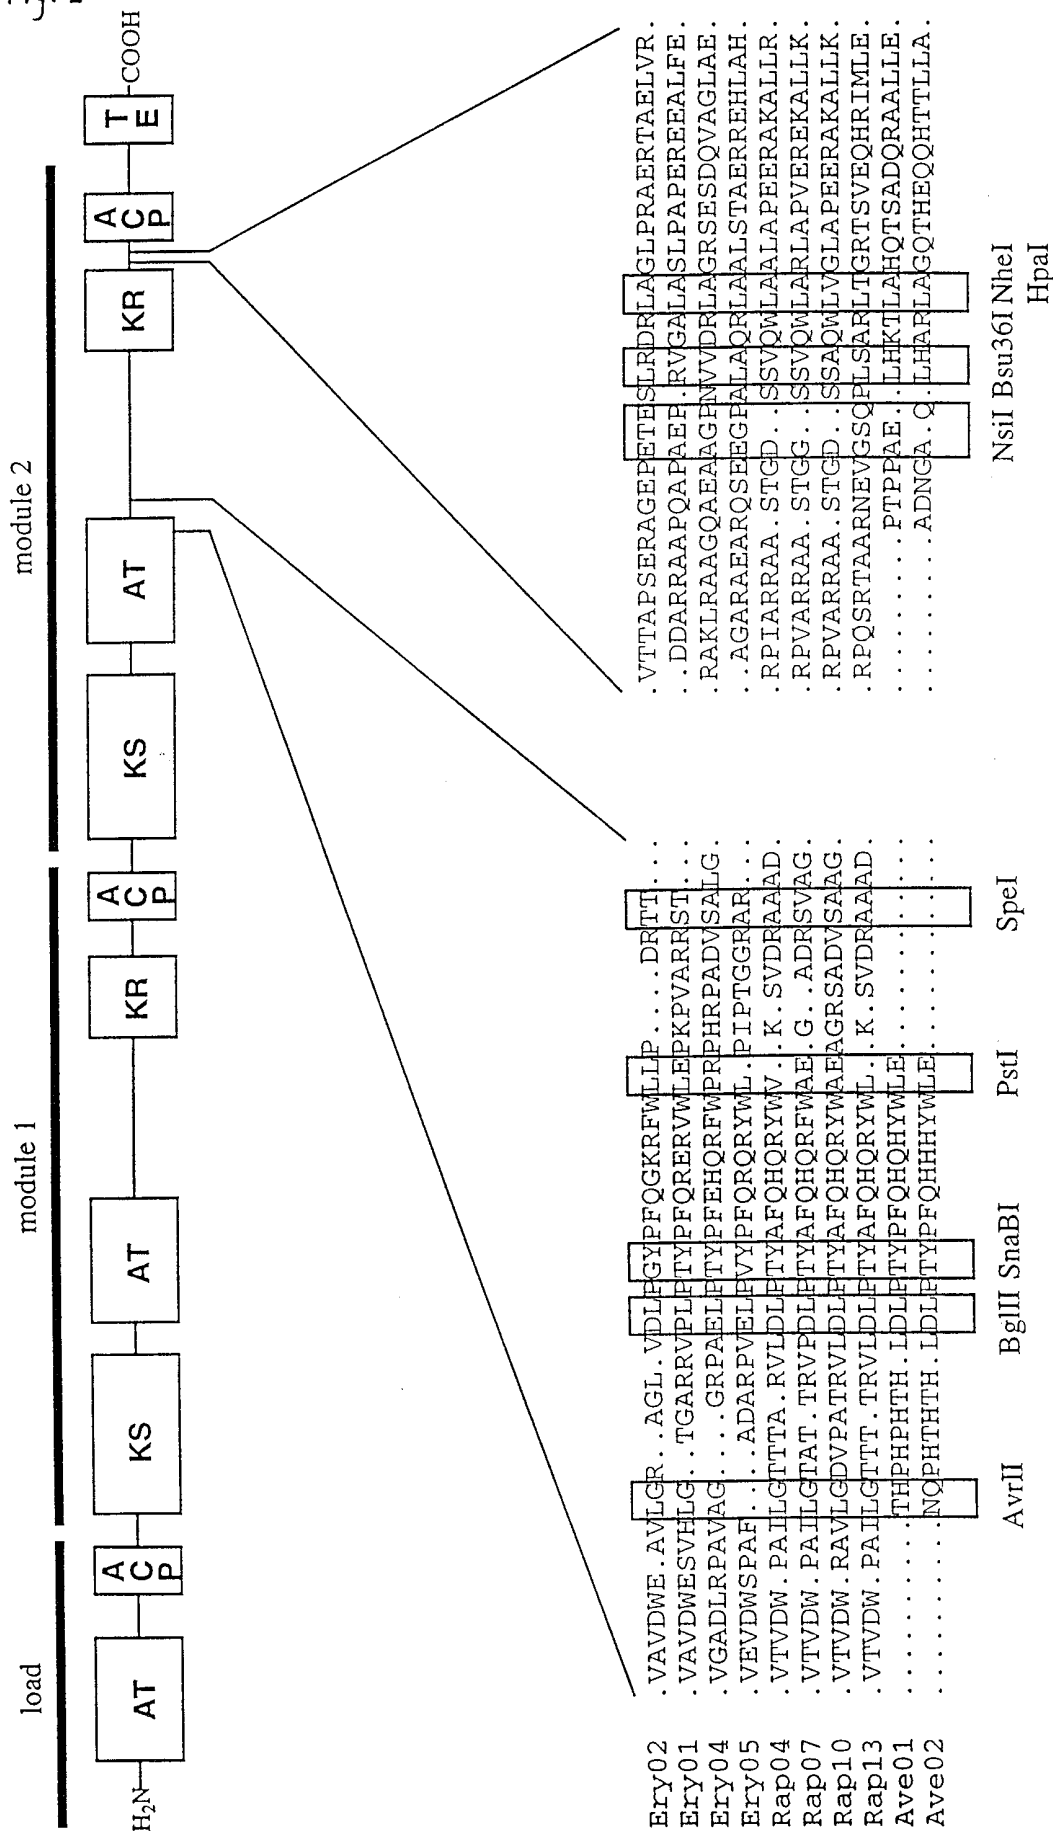 load
module 1
module 2
H₂N
AT
ACP
KS
AT
KR
ACP
KS
AT
KR
ACP
TE
COOH
Ery02 .VAVDWE.AVLGR..AGL.VDLPGYPFQGKRFWLLP....DRTT...
Ery01 .VAVDWESVHLG..TGARRVPLPTYPFQRERVWLEPKPVARRST...
Ery04 .VGADLRPAVAG....GRPAELPTYPFEHQRFWPRPHRPADVSALG.
Ery05 .VEVDWSPAF...ADARPVELPVYPFQRQRYWL.PIPTGGRAR...
Rap04 .VTVDW.PAILGTTTA.RVLDLPTYAFQHQRYWV..K.SVDRAAAD.
Rap07 .VTVDW.PAILGTAT.TRVPDLPTYAFQHQRFWAE.G..ADRSVAG.
Rap10 .VTVDW.RAVLGDVPATRVLDLPTYAFQHQRYWAEAGRSADVSAAG.
Rap13 .VTVDW.PAILGTTT.TRVLDLPTYAFQHQRYWL..K.SVDRAAAD.
Ave01 ..........THPHPHTH.LDLPTYPFQHQHYWLE............
Ave02 ..........NQPHTHTH.LDLPTYPFQHHHYWLE............
AvrII BglII SnaBI PstI SpeI
.VTTAPSERAGEPETESLRDRLAGLPRAERTAELVR.
..DDARRAAPQAPAEP.RVGALASLPAPEREEALFE.
.RAKLRAAGQAEAAGPNVVDRLAGRSESDQVAGLAE.
..AGARAEARQSEEGPALAQRLAALSTAERREHLAH.
.RPIARRAA.STGD..SSVQWLAALAPEERAKALLR.
.RPVARRAA.STGG..SSVQWLARLAPVEREKALLK.
.RPVARRAA.STGD..SSAQWLVGLAPEERAKALLK.
.RPQSRTAARNEVGSQPLSARLTGRTSVEQHRIMLE.
..........PTPPAE..LHKTLAHQTSADQRAALLE.
..........ADNGA.Q.LHARLAGQTHEQQHTTLLA.
NsiI Bsu36I NheI
HpaI